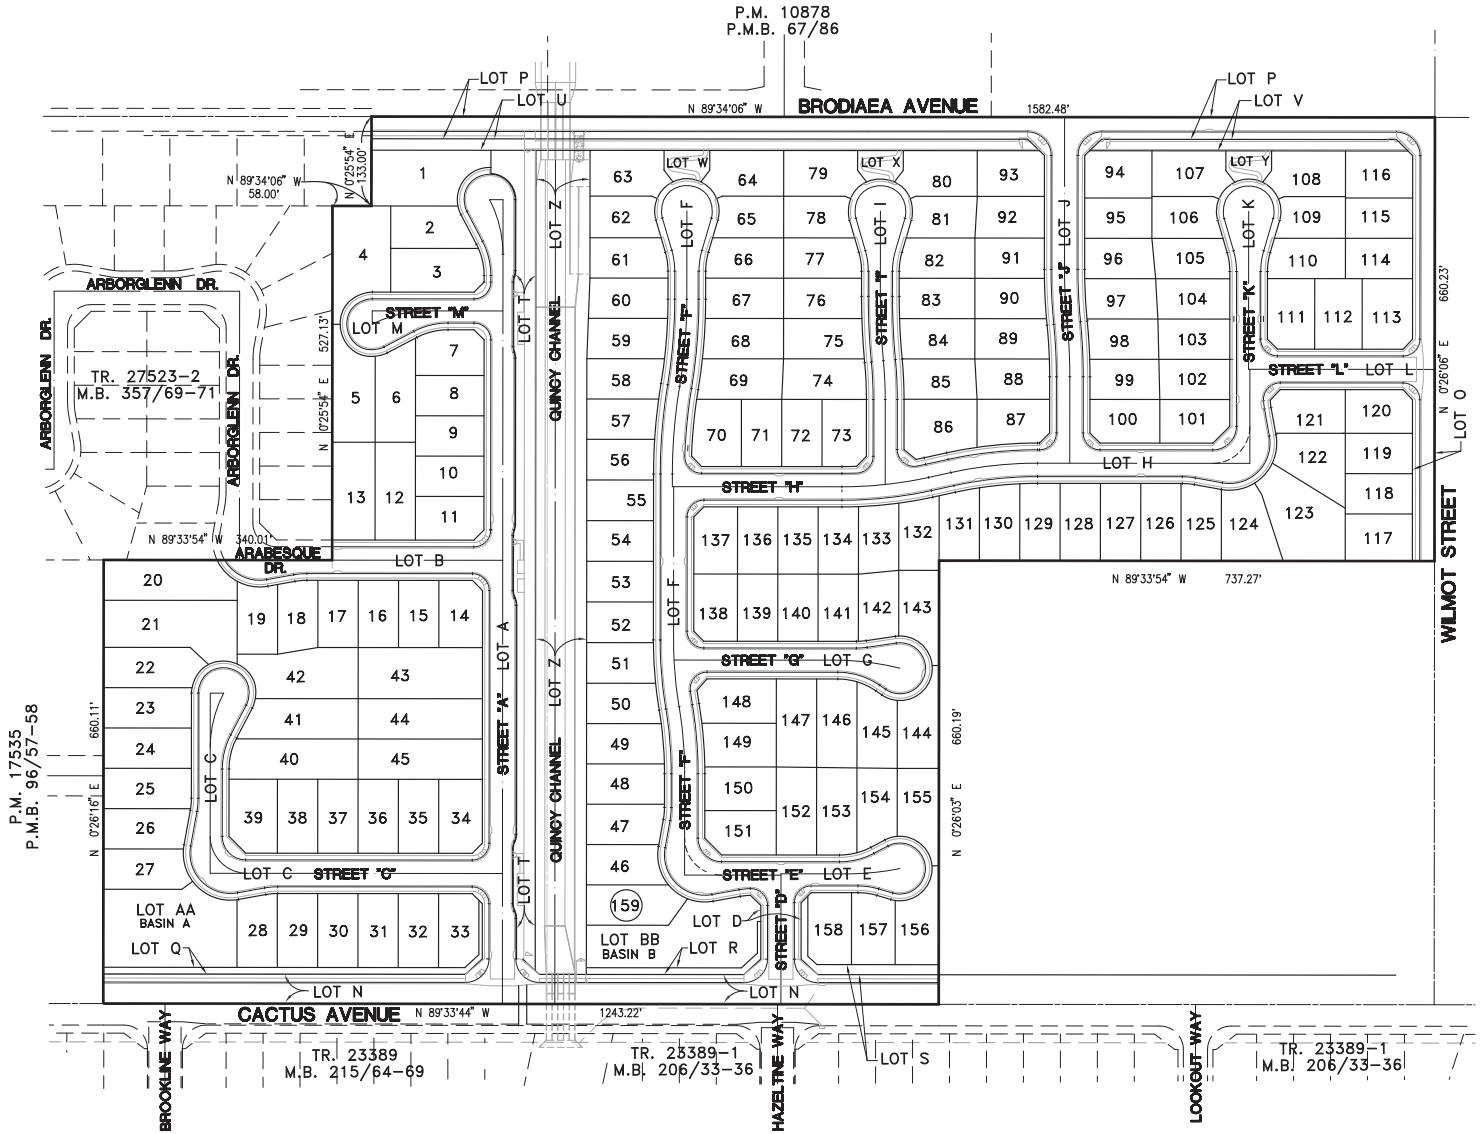 P.M. 10878
P.M.B. 67/86
LOT P
LOT U
N 89°34'06" W
BRODIAEA AVENUE
1582.48'
LOT P
LOT V
N 0°25'54" E
133.00'
N 89°34'06" W
58.00'
1
2
3
4
LOT Z
63
LOT W
64
79
LOT X
80
93
94
107
LOT Y
108
116
62
LOT F
65
78
LOT I
81
92
LOT J
95
106
LOT K
109
115
61
66
77
82
91
96
105
110
114
ARBORGLENN DR.
STREET "M"
LOT M
LOT T
QUINCY CHANNEL
60
67
76
83
90
97
104
111
112
113
660.23'
N 0°26'06" E
59
STREET "F"
68
75
STREET "I"
84
89
STREET "J"
98
103
STREET "K"
STREET "L"
LOT L
ARBORGLENN DR.
TR. 27523-2
M.B. 357/69-71
ARBORGLENN DR.
527.13'
N 0°25'54" E
7
5
6
8
9
10
11
13
12
58
69
74
85
88
99
102
57
70
71
72
73
86
87
100
101
121
120
LOT O
56
LOT H
122
119
55
STREET "H"
118
123
117
WILMOT STREET
N 89°33'54" W
340.01'
ARABESQUE
DR.
LOT B
54
137
136
135
134
133
132
131
130
129
128
127
126
125
124
N 89°33'54" W
737.27'
20
21
19
18
17
16
15
14
53
LOT F
138
139
140
141
142
143
52
LOT A
LOT Z
22
42
43
51
STREET "G"
LOT G
23
41
44
50
148
147
146
145
144
P.M. 17535
P.M.B. 96/57-58
660.11'
N 0°26'16" E
24
LOT C
40
45
STREET "A"
QUINCY CHANNEL
49
149
660.19'
N 0°26'03" E
25
48
STREET "F"
150
152
153
154
155
26
39
38
37
36
35
34
47
151
27
LOT C
STREET "C"
LOT T
46
STREET "E"
LOT E
LOT AA
BASIN A
159
LOT D
STREET "D"
28
29
30
31
32
33
158
157
156
LOT Q
LOT BB
BASIN B
LOT R
LOT N
LOT N
CACTUS AVENUE
N 89°33'44" W
1243.22'
BROOKLINE WAY
TR. 23389
M.B. 215/64-69
TR. 23389-1
M.B. 206/33-36
HAZELTINE WAY
LOT S
LOOKOUT WAY
TR. 23389-1
M.B. 206/33-36